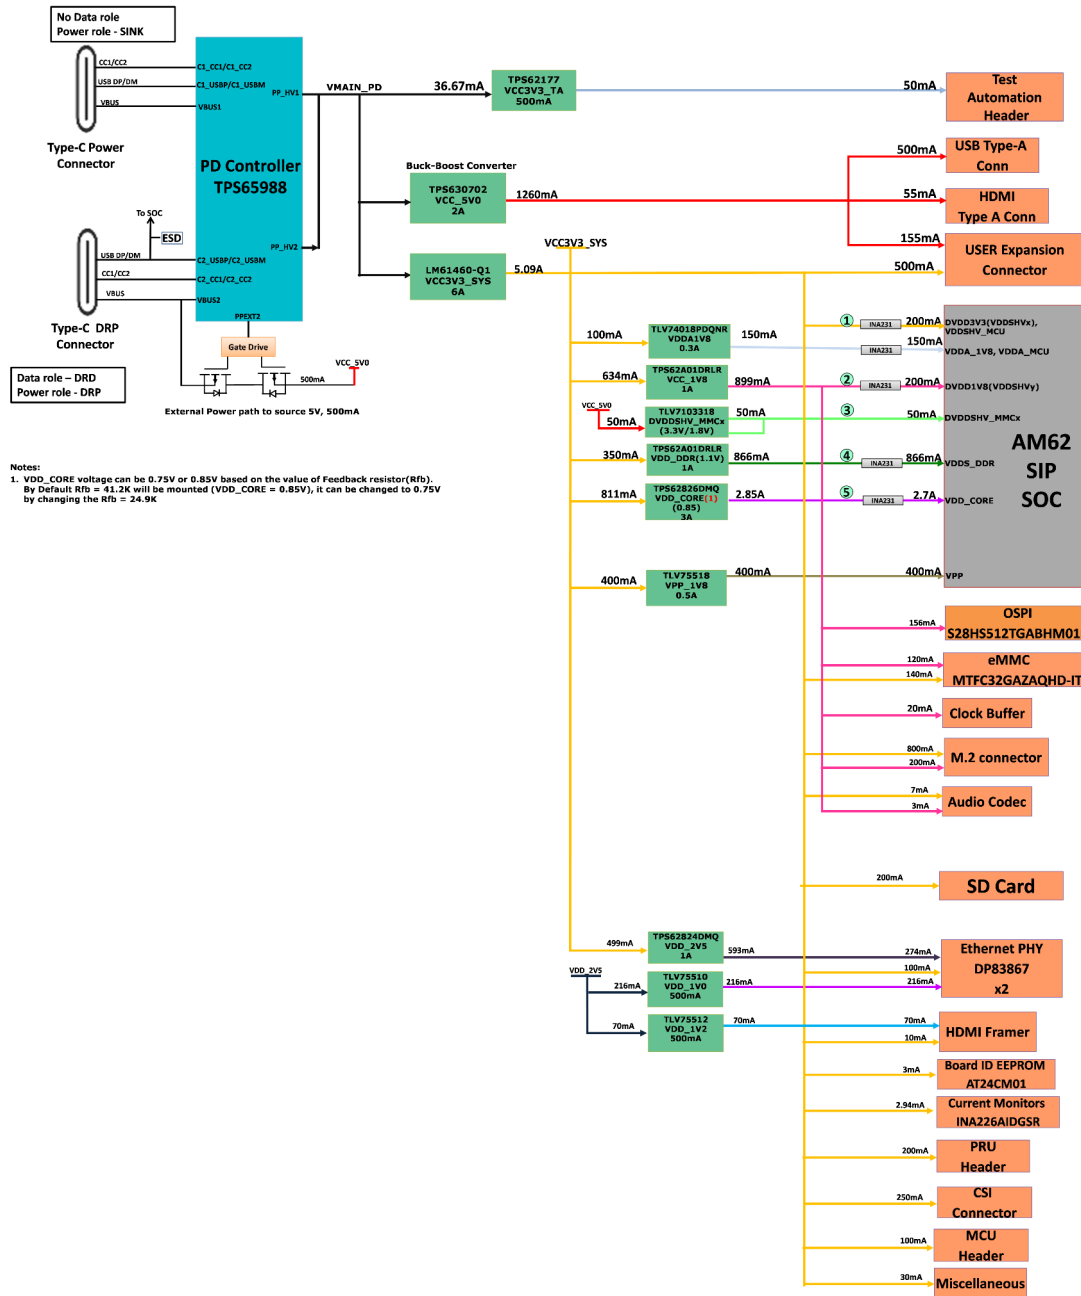 No Data role
Power role - SINK
CC1/CC2
USB DP/DM
VBUS
Type-C Power
Connector
C1_CC1/C1_CC2
C1_USBP/C1_USBM
VBUS1
PP_HV1
PD Controller
TPS65988
PP_HV2
C2_USBP/C2_USBM
C2_CC1/C2_CC2
VBUS2
PPEXT2
To SOC
ESD
USB DP/DM
CC1/CC2
VBUS
Type-C DRP
Connector
Data role – DRD
Power role - DRP
Gate Drive
VCC_5V0
500mA
External Power path to source 5V, 500mA
Notes:
1. VDD_CORE voltage can be 0.75V or 0.85V based on the value of Feedback resistor(Rfb).
By Default Rfb = 41.2K will be mounted (VDD_CORE = 0.85V), it can be changed to 0.75V
by changing the Rfb = 24.9K
VMAIN_PD
36.67mA
TPS62177
VCC3V3_TA
500mA
50mA
Test
Automation
Header
Buck-Boost Converter
TPS630702
VCC_5V0
2A
1260mA
500mA
USB Type-A
Conn
55mA
HDMI
Type A Conn
155mA
500mA
USER Expansion
Connector
LM61460-Q1
VCC3V3_SYS
6A
5.09A
VCC3V3_SYS
100mA
TLV74018PDQNR
VDDA1V8
0.3A
150mA
634mA
TPS62A01DRLR
VCC_1V8
1A
899mA
VCC_5V0
50mA
TLV7103318
DVDDSHV_MMCx
(3.3V/1.8V)
50mA
350mA
TPS62A01DRLR
VDD_DDR(1.1V)
1A
866mA
811mA
TPS62826DMQ
VDD_CORE(1)
(0.85)
3A
2.85A
400mA
TLV75518
VPP_1V8
0.5A
400mA
1
INA231
200mA
DVDD3V3(VDDSHVx),
VDDSHV_MCU
INA231
150mA
VDDA_1V8, VDDA_MCU
2
INA231
200mA
DVDD1V8(VDDSHVy)
3
50mA
DVDDSHV_MMCx
4
INA231
866mA
VDDS_DDR
5
INA231
2.7A
VDD_CORE
400mA
VPP
AM62
SIP
SOC
156mA
OSPI
S28HS512TGABHM01
120mA
140mA
eMMC
MTFC32GAZAQHD-IT
20mA
Clock Buffer
800mA
200mA
M.2 connector
7mA
3mA
Audio Codec
200mA
SD Card
499mA
TPS62824DMQ
VDD_2V5
1A
593mA
274mA
100mA
216mA
Ethernet PHY
DP83867
x2
VDD_2V5
216mA
TLV75510
VDD_1V0
500mA
216mA
70mA
TLV75512
VDD_1V2
500mA
70mA
70mA
10mA
HDMI Framer
3mA
Board ID EEPROM
AT24CM01
2.94mA
Current Monitors
INA226AIDGSR
200mA
PRU
Header
250mA
CSI
Connector
100mA
MCU
Header
30mA
Miscellaneous